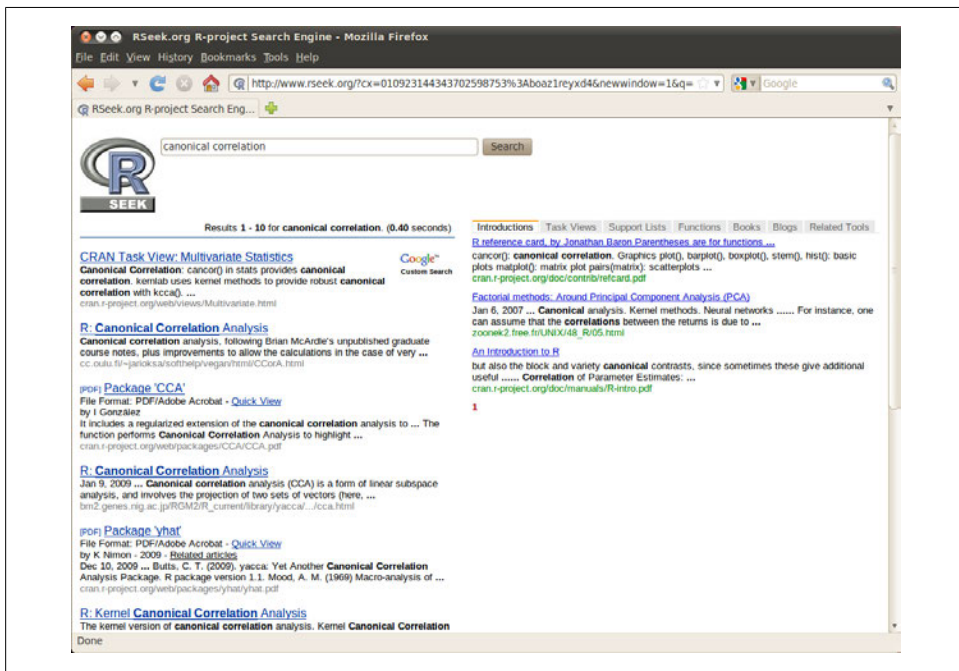 RSeek.org R-project Search Engine - Mozilla Firefox
File Edit View History Bookmarks Tools Help
http://www.rseek.org/?cx=010923144343702598753%3Aboaz1reyxd4&newwindow=1&q=
Google
RSeek.org R-project Search Eng...
R
SEEK
canonical correlation
Search
Results 1 - 10 for canonical correlation. (0.40 seconds)
CRAN Task View: Multivariate Statistics
Google™
Custom Search
Canonical Correlation: cancor() in stats provides canonical
correlation. kernlab uses kernel methods to provide robust canonical
correlation with kcca(). ...
cran.r-project.org/web/views/Multivariate.html
R: Canonical Correlation Analysis
Canonical correlation analysis, following Brian McArdle's unpublished graduate
course notes, plus improvements to allow the calculations in the case of very ...
cc.oulu.fi/~jarioksa/softhelp/vegan/html/CCorA.html
[PDF] Package 'CCA'
File Format: PDF/Adobe Acrobat - Quick View
by I González
It includes a regularized extension of the canonical correlation analysis to ... The
function performs Canonical Correlation Analysis to highlight ...
cran.r-project.org/web/packages/CCA/CCA.pdf
R: Canonical Correlation Analysis
Jan 9, 2009 ... Canonical correlation analysis (CCA) is a form of linear subspace
analysis, and involves the projection of two sets of vectors (here, ...
bm2.genes.nig.ac.jp/RGM2/R_current/library/yacca/.../cca.html
[PDF] Package 'yhat'
File Format: PDF/Adobe Acrobat - Quick View
by K Nimon - 2009 - Related articles
Dec 10, 2009 ... Butts, C. T. (2009). yacca: Yet Another Canonical Correlation
Analysis Package. R package version 1.1. Mood, A. M. (1969) Macro-analysis of ...
cran.r-project.org/web/packages/yhat/yhat.pdf
R: Kernel Canonical Correlation Analysis
The kernel version of canonical correlation analysis. Kernel Canonical Correlation
Introductions Task Views Support Lists Functions Books Blogs Related Tools
R reference card, by Jonathan Baron Parentheses are for functions ...
cancor(): canonical correlation. Graphics plot(), barplot(), boxplot(), stem(), hist(): basic
plots matplot(): matrix plot pairs(matrix): scatterplots ...
cran.r-project.org/doc/contrib/refcard.pdf
Factorial methods: Around Principal Component Analysis (PCA)
Jan 6, 2007 ... Canonical analysis. Kernel methods. Neural networks ...... For instance, one
can assume that the correlations between the returns is due to ...
zoonek2.free.fr/UNIX/48_R/05.html
An Introduction to R
but also the block and variety canonical contrasts, since sometimes these give additional
useful ...... Correlation of Parameter Estimates: ...
cran.r-project.org/doc/manuals/R-intro.pdf
1
Done